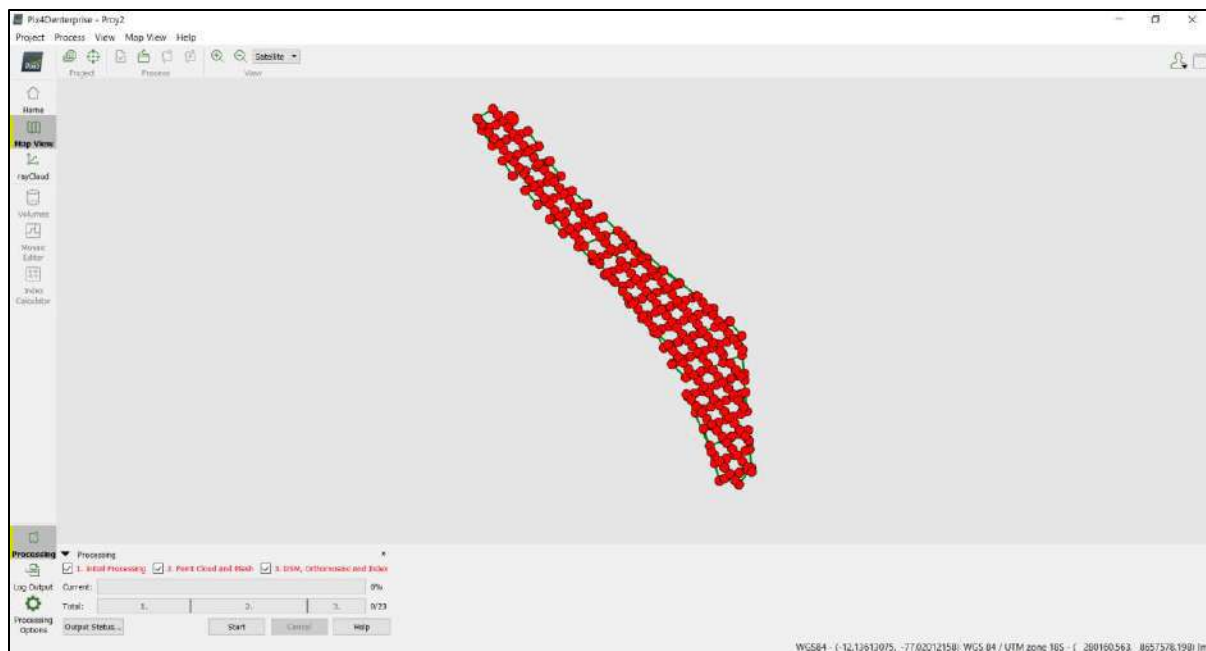 Pix4Denterprise - Proy2
Project Process View Map View Help
Satellite
Project Process View
Home
Map View
rayCloud
Volumes
Mosaic
Editor
Index
Calculator
Processing
Processing
1. Initial Processing 2. Point Cloud and Mesh 3. DSM, Orthomosaic and Index
Log Output
Current: 0%
Total: 1. 2. 3. 0/23
Processing
Options
Output Status... Start Cancel Help
WGS84 - (-12.13613075, -77.02012158) WGS 84 / UTM zone 18S - ( 280160.563, 8657578.198)